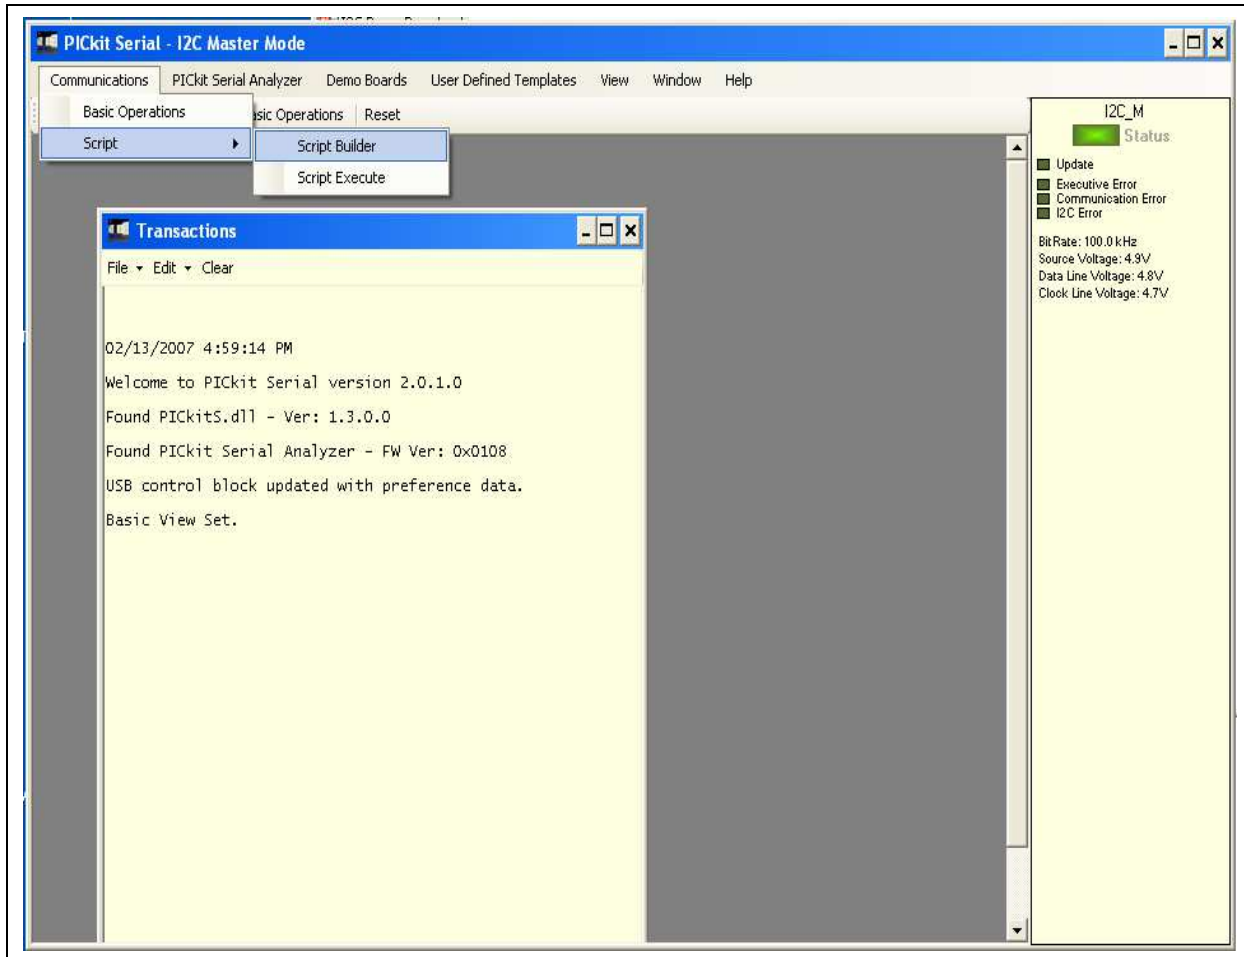 PICkit Serial - I2C Master Mode
Communications PICkit Serial Analyzer Demo Boards User Defined Templates View Window Help
Basic Operations
Operations Reset
Script
Script Builder
Script Execute
Transactions
File Edit Clear
02/13/2007 4:59:14 PM
Welcome to PICkit Serial version 2.0.1.0
Found PICkitS.dll - Ver: 1.3.0.0
Found PICkit Serial Analyzer - FW Ver: 0x0108
USB control block updated with preference data.
Basic View Set.
I2C_M
Status
Update
Executive Error
Communication Error
I2C Error
BitRate: 100.0 kHz
Source Voltage: 4.9V
Data Line Voltage: 4.8V
Clock Line Voltage: 4.7V